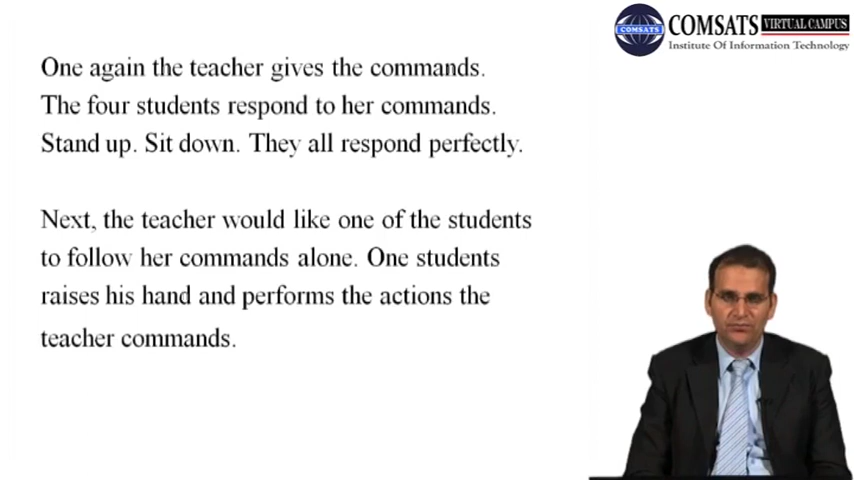 COMSATS VIRTUAL CAMPUS
Institute Of Information Technology
COMSATS
One again the teacher gives the commands.
The four students respond to her commands.
Stand up. Sit down. They all respond perfectly.
Next, the teacher would like one of the students
to follow her commands alone. One students
raises his hand and performs the actions the
teacher commands.